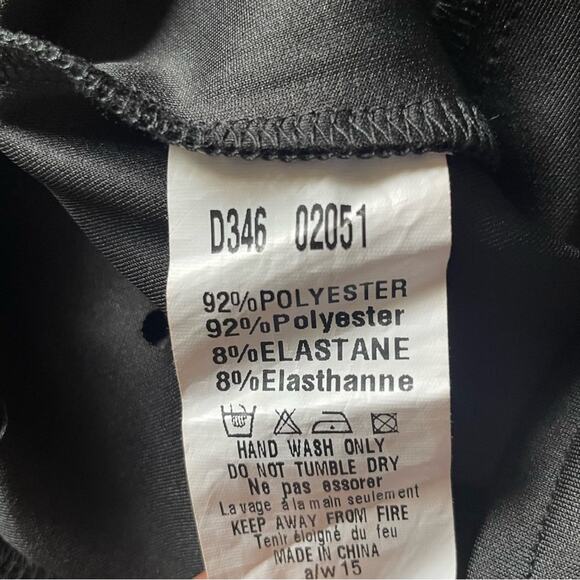 D346 02051
92%POLYESTER
92%Polyester
8%ELASTANE
8%Elasthanne
HAND WASH ONLY
DO NOT TUMBLE DRY
Ne pas essorer
Lavage à la main seulement
KEEP AWAY FROM FIRE
Tenir éloigné du feu
MADE IN CHINA
a/w 15